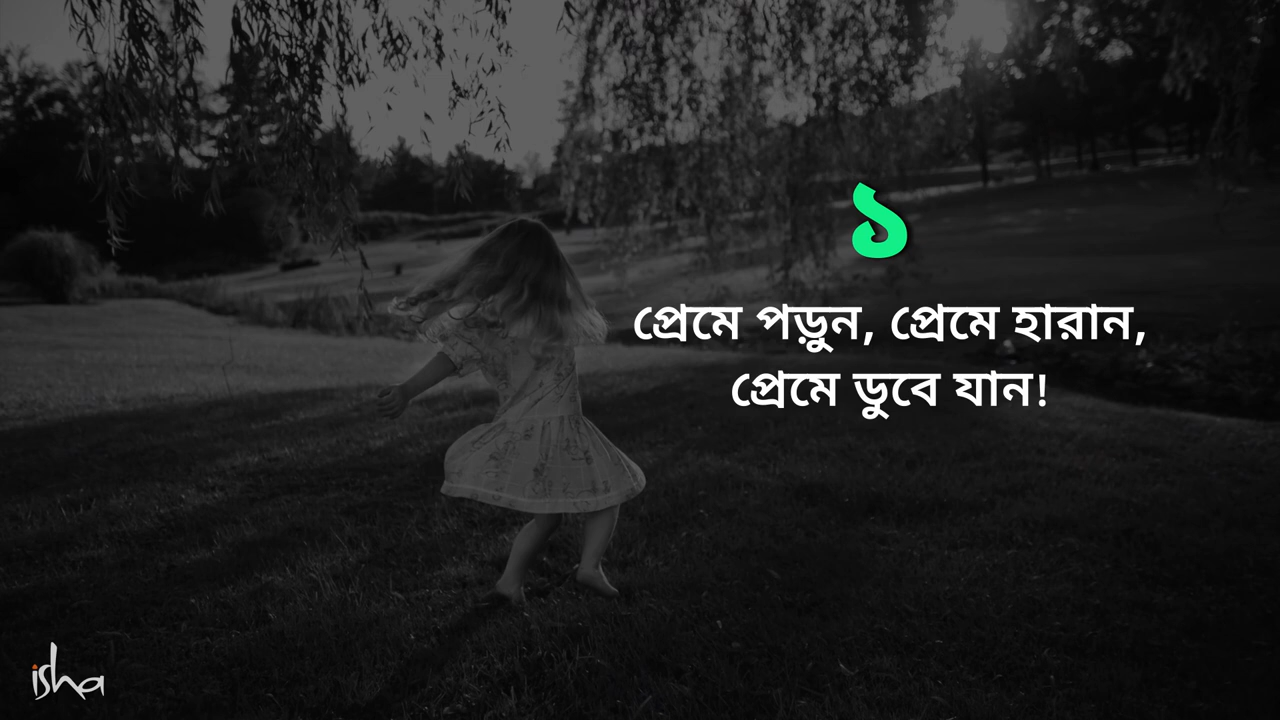 ১
প্রেমে পড়ুন, প্রেমে হারান,
প্রেমে ডুবে যান!
isha